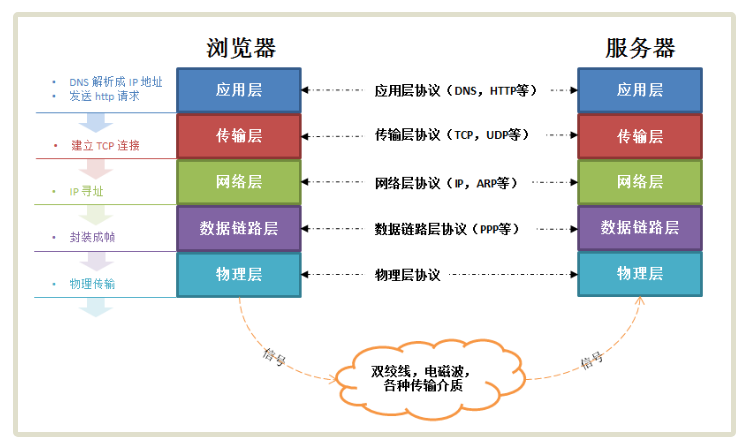 浏览器
服务器
• DNS 解析成 IP 地址
• 发送 http 请求
应用层
应用层协议（DNS，HTTP等）
应用层
• 建立 TCP 连接
传输层
传输层协议（TCP，UDP等）
传输层
• IP 寻址
网络层
网络层协议（IP，ARP等）
网络层
• 封装成帧
数据链路层
数据链路层协议（PPP等）
数据链路层
• 物理传输
物理层
物理层协议
物理层
信号
双绞线，电磁波，
各种传输介质
信号